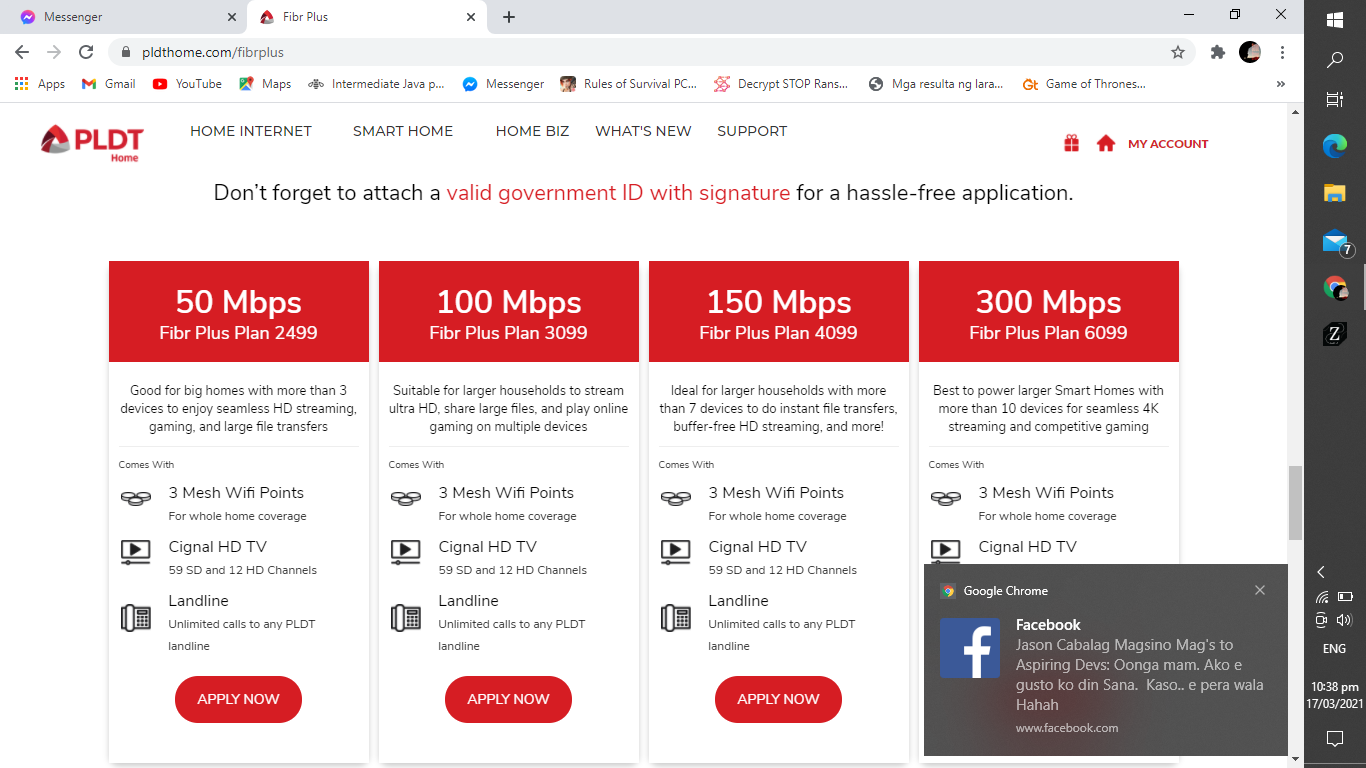 Messenger
Fibr Plus
pldthome.com/fibrplus
Apps
Gmail
YouTube
Maps
Intermediate Java p...
Messenger
Rules of Survival PC...
Decrypt STOP Rans...
Mga resulta ng lara...
Gt
Game of Thrones...
»
PLDT
Home
HOME INTERNET
SMART HOME
HOME BIZ
WHAT'S NEW
SUPPORT
MY ACCOUNT
Don’t forget to attach a valid government ID with signature for a hassle-free application.
50 Mbps
Fibr Plus Plan 2499
Good for big homes with more than 3
devices to enjoy seamless HD streaming,
gaming, and large file transfers
Comes With
3 Mesh Wifi Points
For whole home coverage
Cignal HD TV
59 SD and 12 HD Channels
Landline
Unlimited calls to any PLDT
landline
APPLY NOW
100 Mbps
Fibr Plus Plan 3099
Suitable for larger households to stream
ultra HD, share large files, and play online
gaming on multiple devices
Comes With
3 Mesh Wifi Points
For whole home coverage
Cignal HD TV
59 SD and 12 HD Channels
Landline
Unlimited calls to any PLDT
landline
APPLY NOW
150 Mbps
Fibr Plus Plan 4099
Ideal for larger households with more
than 7 devices to do instant file transfers,
buffer-free HD streaming, and more!
Comes With
3 Mesh Wifi Points
For whole home coverage
Cignal HD TV
59 SD and 12 HD Channels
Landline
Unlimited calls to any PLDT
landline
APPLY NOW
300 Mbps
Fibr Plus Plan 6099
Best to power larger Smart Homes with
more than 10 devices for seamless 4K
streaming and competitive gaming
Comes With
3 Mesh Wifi Points
For whole home coverage
Cignal HD TV
Google Chrome
Facebook
Jason Cabalag Magsino Mag's to
Aspiring Devs: Oonga mam. Ako e
gusto ko din Sana.  Kaso.. e pera wala
Hahah
www.facebook.com
7
Z
ENG
10:38 pm
17/03/2021